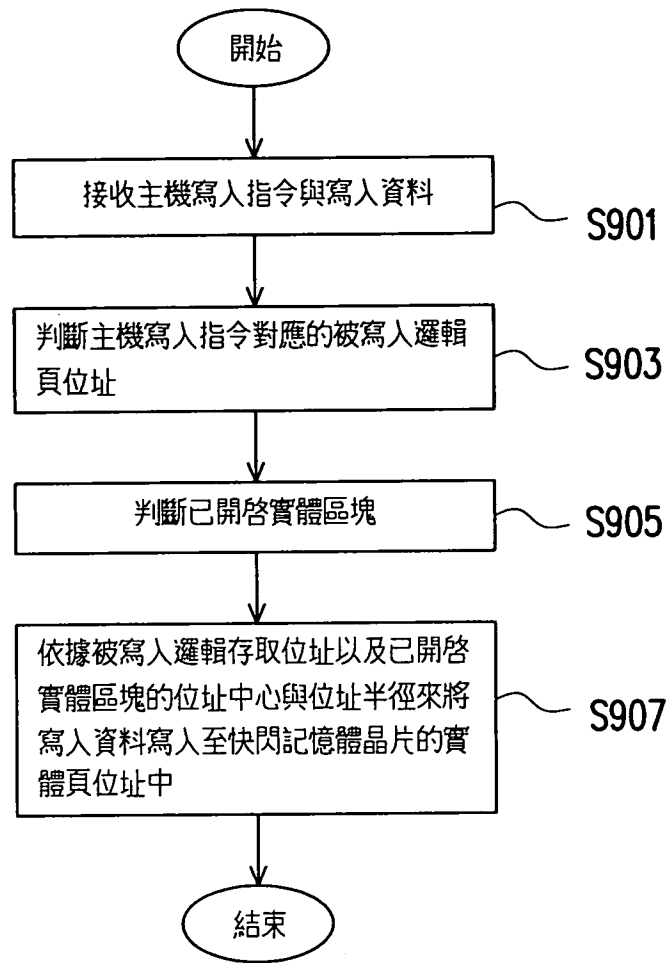 開始
接收主機寫入指令與寫入資料
S901
判斷主機寫入指令對應的被寫入邏輯
頁位址
S903
判斷已開啓實體區塊
S905
依據被寫入邏輯存取位址以及已開啓
實體區塊的位址中心與位址半徑來將
寫入資料寫入至快閃記憶體晶片的實
體頁位址中
S907
結束